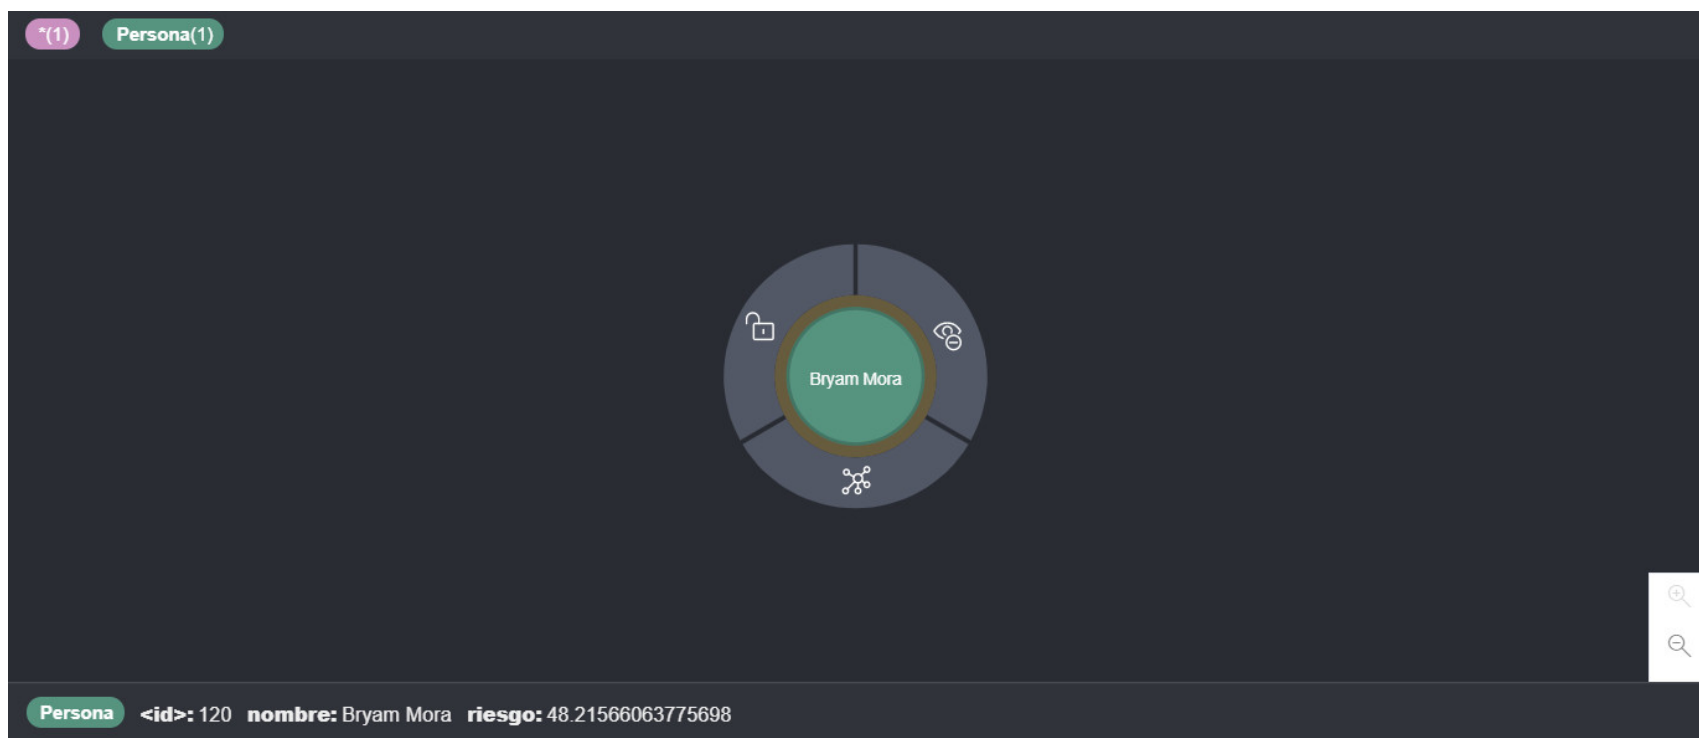 *(1) Persona(1)
Bryam Mora
Persona <id>: 120 nombre: Bryam Mora riesgo: 48.21566063775698